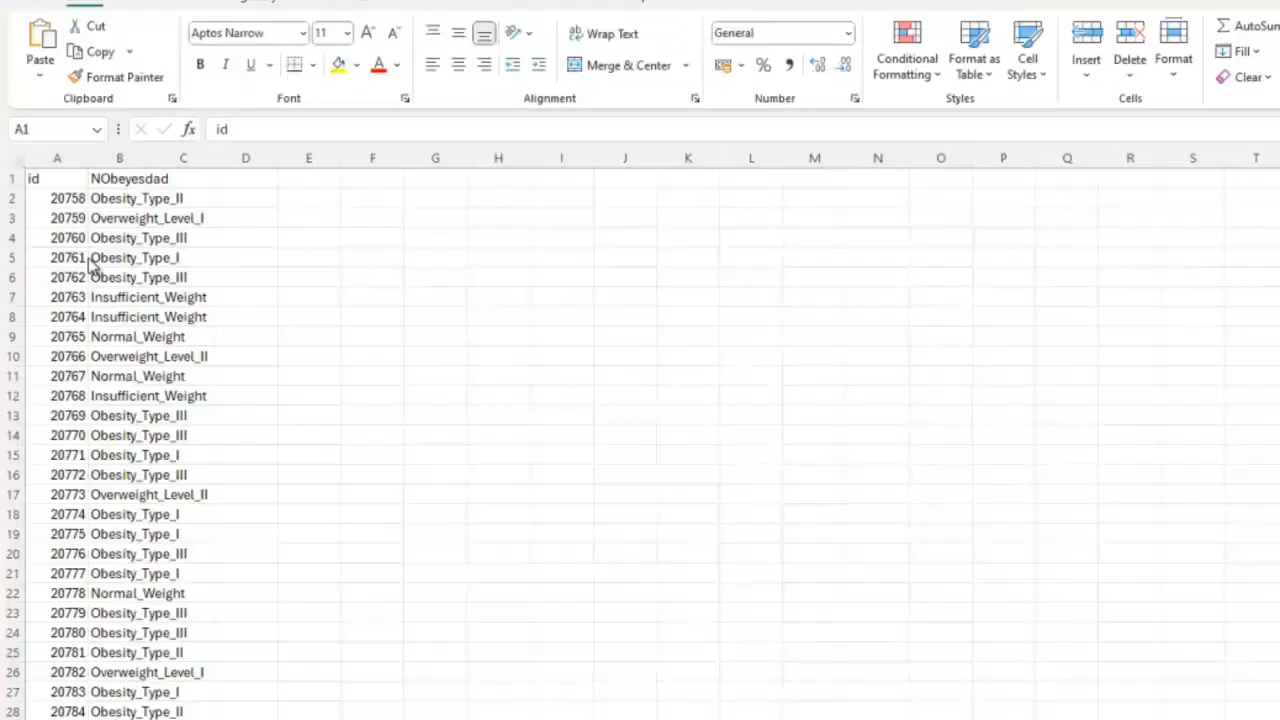 Cut
Copy
Format Painter
Paste
Clipboard
Aptos Narrow 11
B I U
Font
Wrap Text
Merge & Center
Alignment
General
Number
Conditional Formatting
Format as Table
Cell Styles
Styles
Insert
Delete
Format
Cells
AutoSum
Fill
Clear
A1 fx id
A B C D E F G H I J K L M N O P Q R S T
1 id NObeyesdad
2 20758 Obesity_Type_II
3 20759 Overweight_Level_I
4 20760 Obesity_Type_III
5 20761 Obesity_Type_I
6 20762 Obesity_Type_III
7 20763 Insufficient_Weight
8 20764 Insufficient_Weight
9 20765 Normal_Weight
10 20766 Overweight_Level_II
11 20767 Normal_Weight
12 20768 Insufficient_Weight
13 20769 Obesity_Type_III
14 20770 Obesity_Type_III
15 20771 Obesity_Type_I
16 20772 Obesity_Type_III
17 20773 Overweight_Level_II
18 20774 Obesity_Type_I
19 20775 Obesity_Type_I
20 20776 Obesity_Type_III
21 20777 Obesity_Type_I
22 20778 Normal_Weight
23 20779 Obesity_Type_III
24 20780 Obesity_Type_III
25 20781 Obesity_Type_II
26 20782 Overweight_Level_I
27 20783 Obesity_Type_I
28 20784 Obesity_Type_II